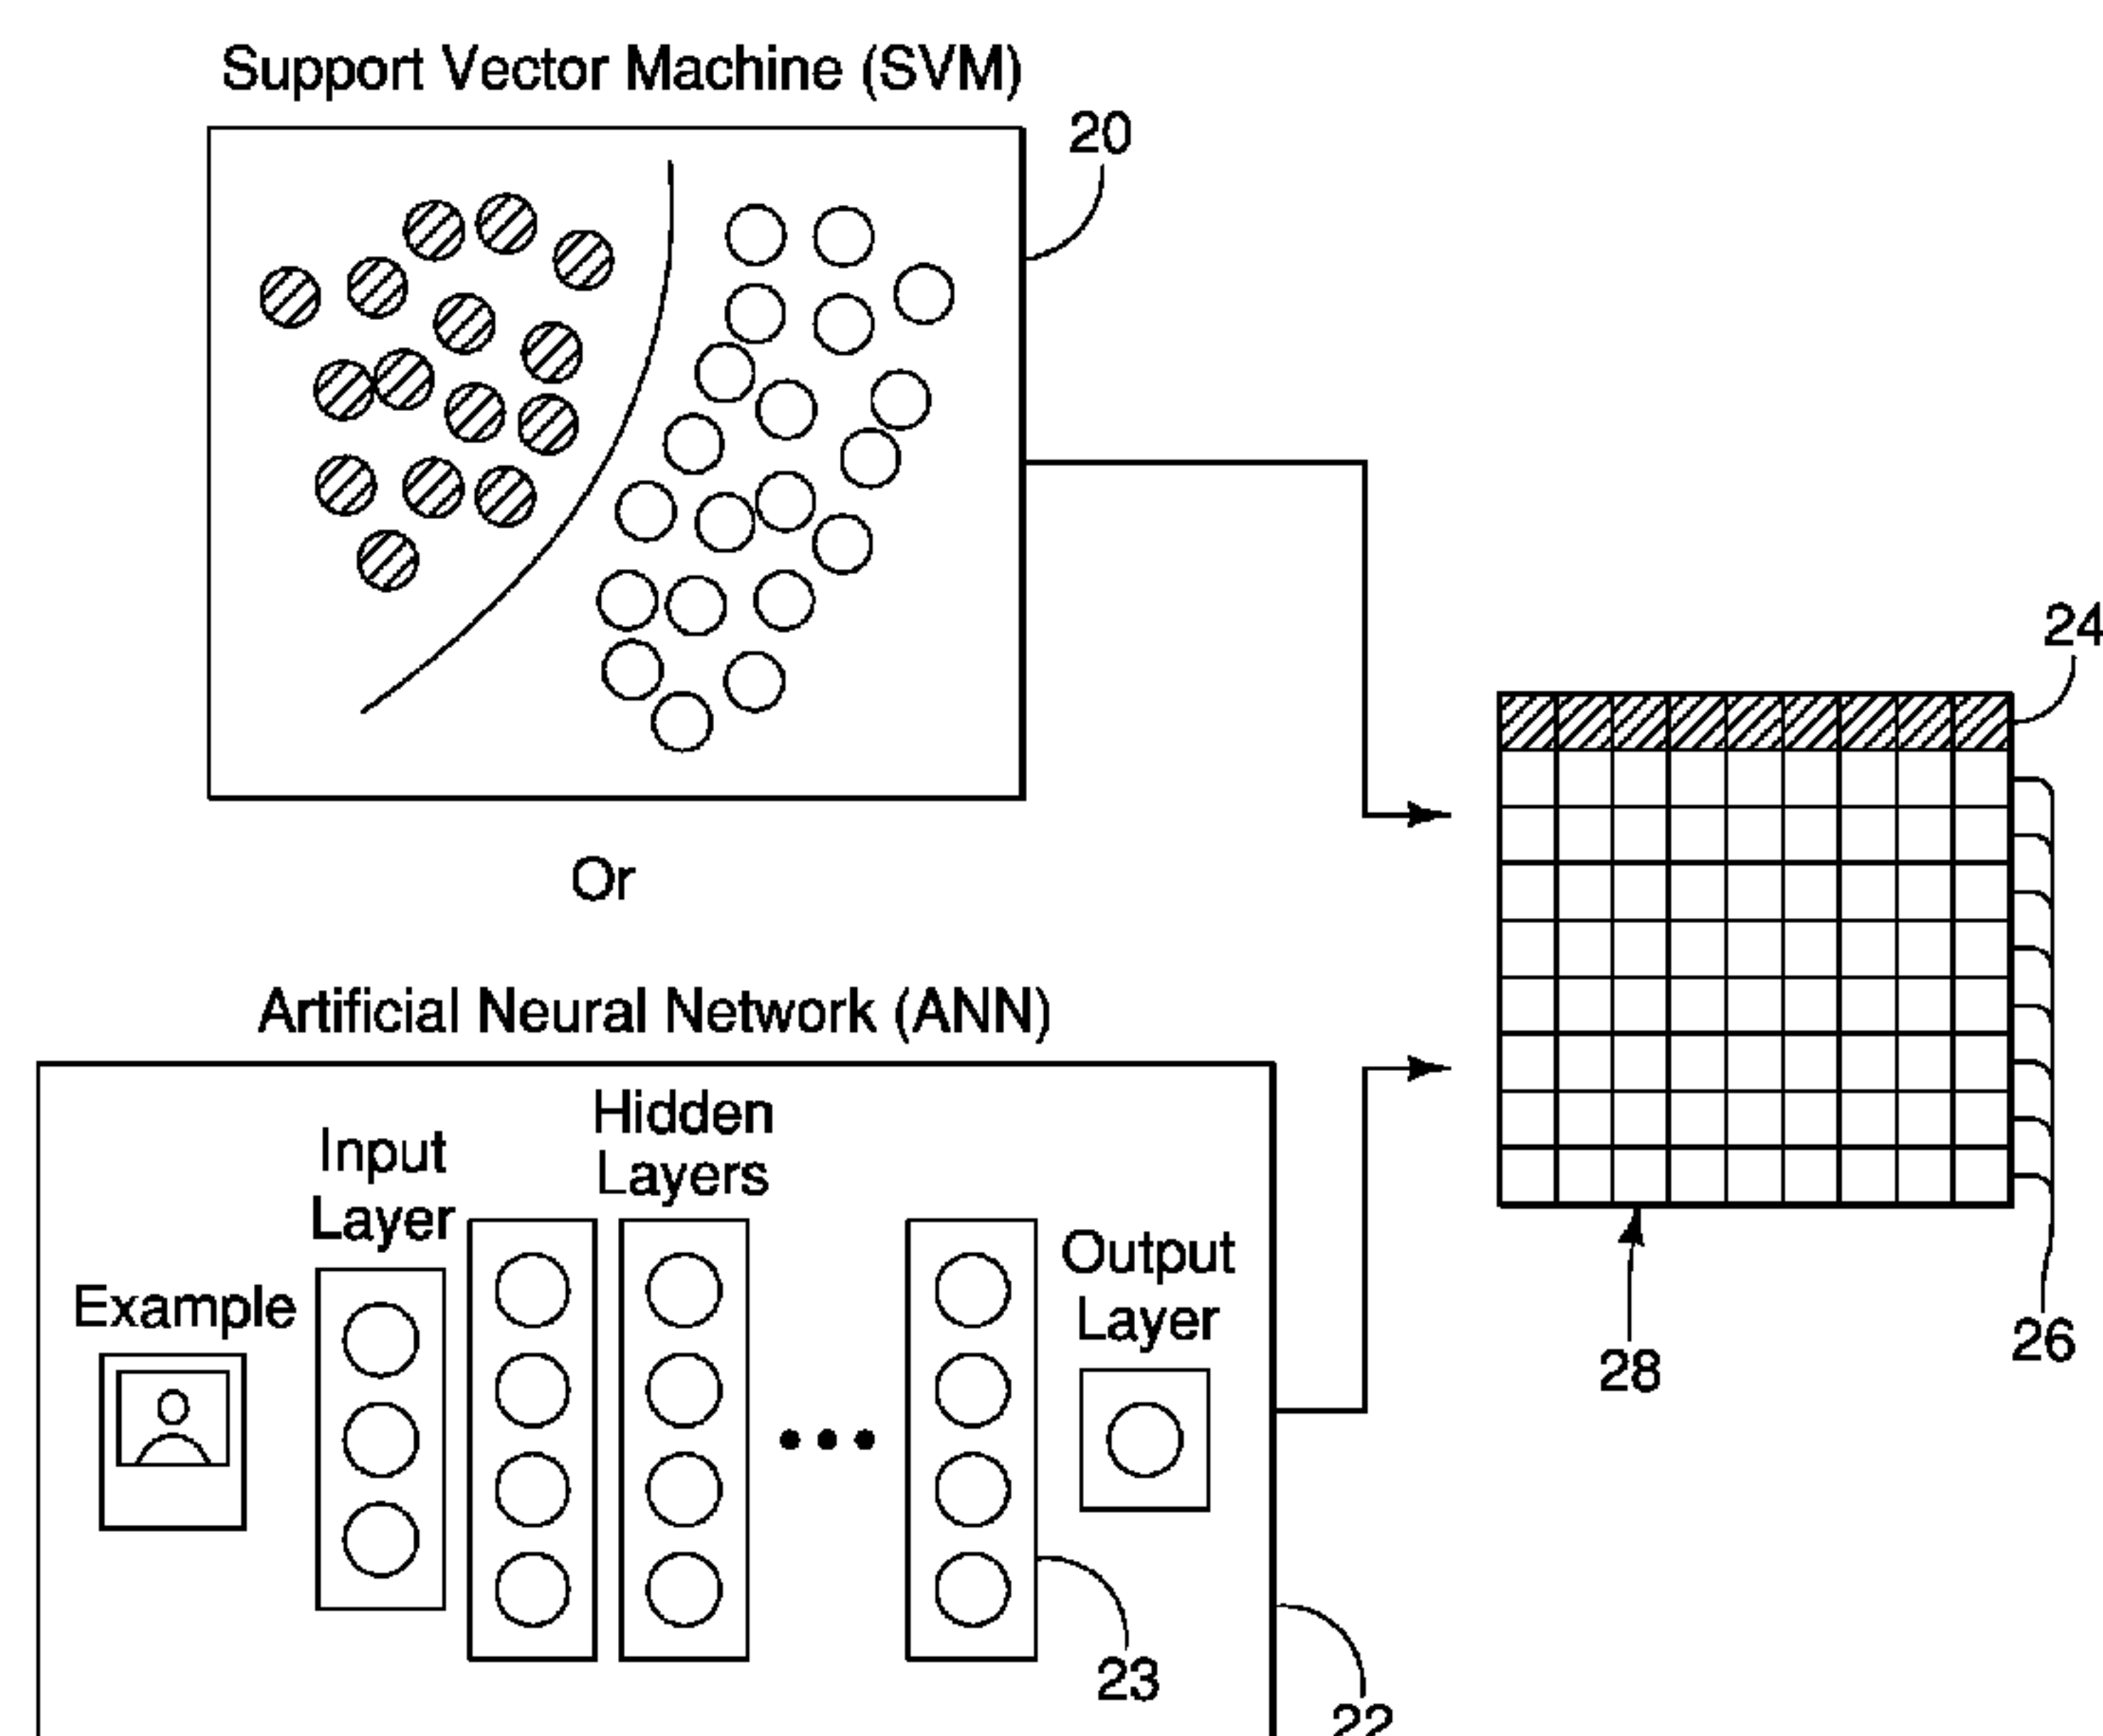 Support Vector Machine (SVM)
20
24
Or
Artificial Neural Network (ANN)
Hidden
Layers
Input
Layer
Output
Layer
Example
26
28
23
22